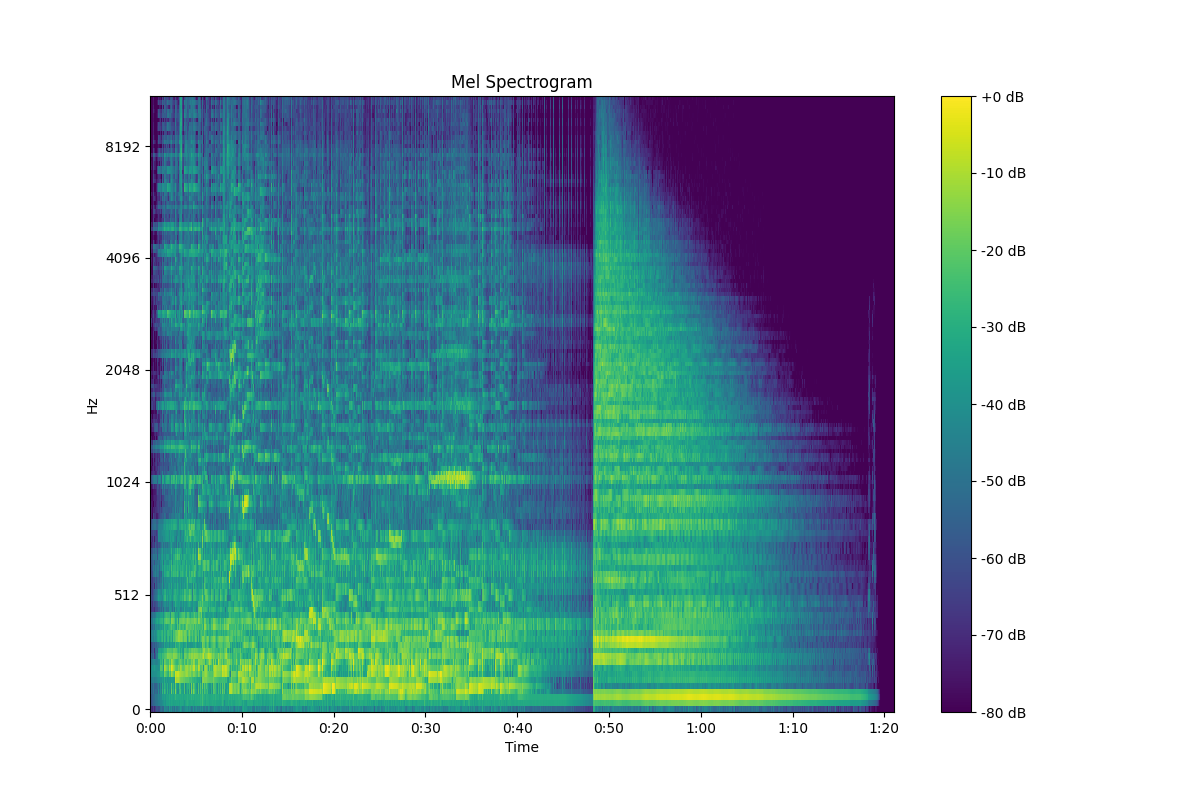 Mel Spectrogram
8192
4096
2048
1024
512
0
Hz
0:00 0:10 0:20 0:30 0:40 0:50 1:00 1:10 1:20
Time
+0 dB
-10 dB
-20 dB
-30 dB
-40 dB
-50 dB
-60 dB
-70 dB
-80 dB